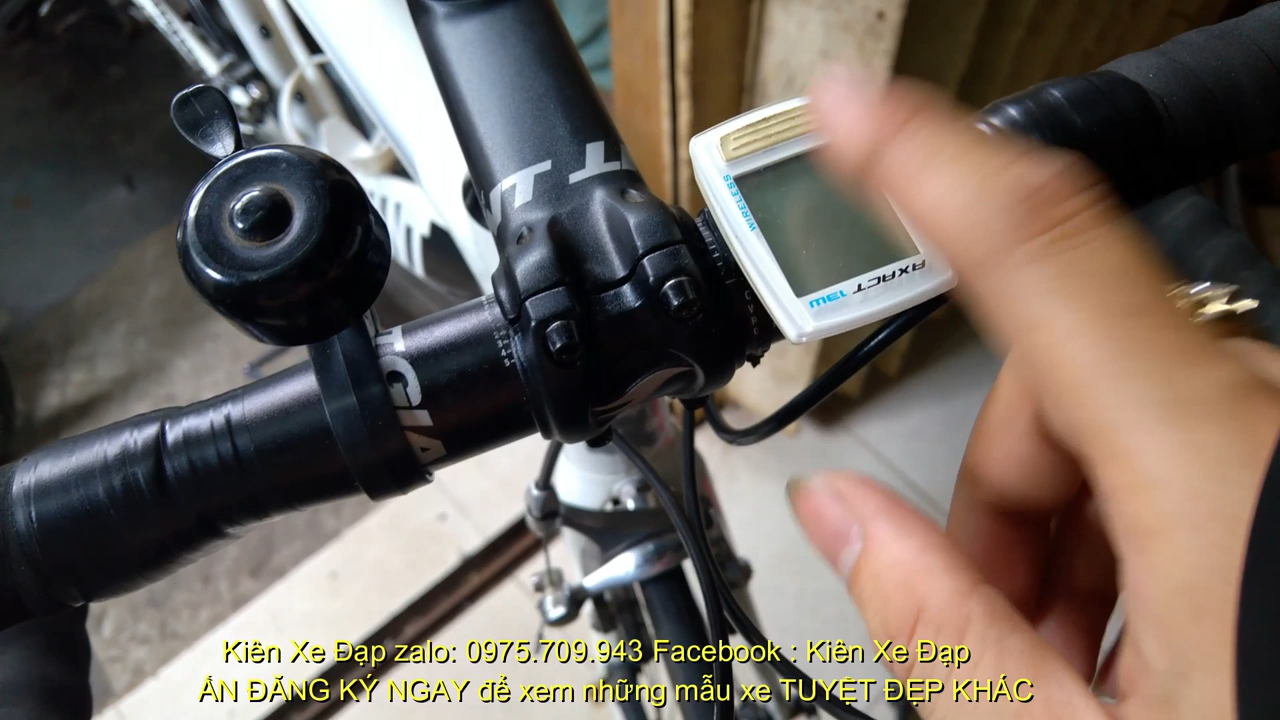 WIRELESS
AXACT
13WE
Kiên Xe Đạp zalo: 0975.709.943 Facebook : Kiên Xe Đạp
ẤN ĐĂNG KÝ NGAY để xem những mẫu xe TUYỆT ĐẸP KHÁC